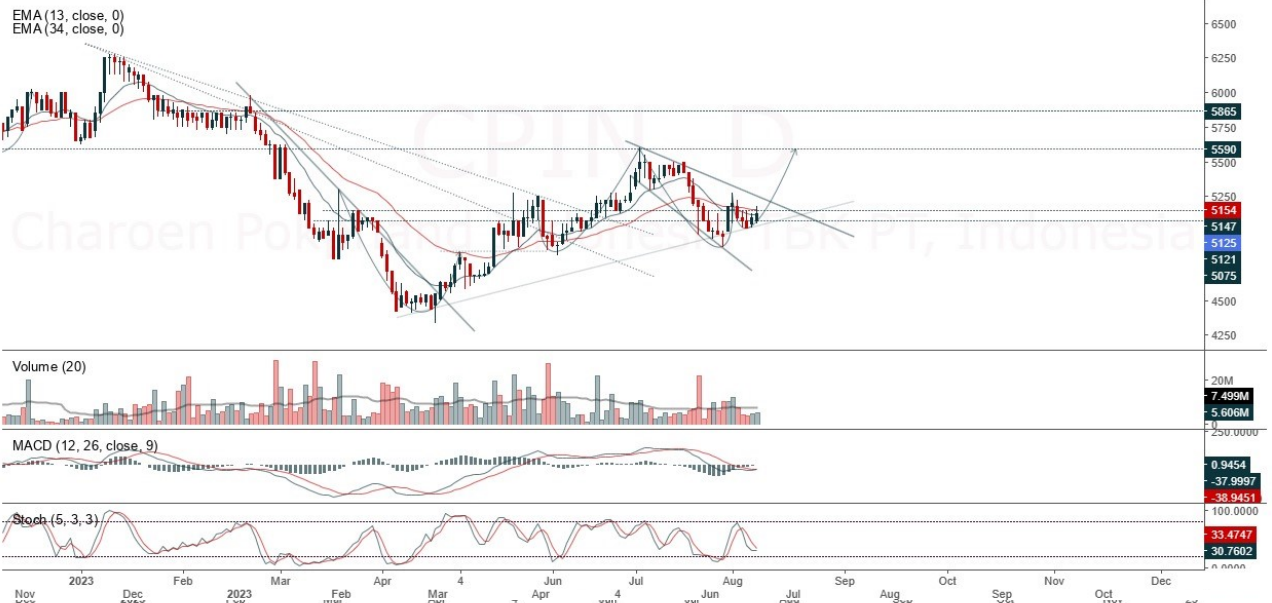 EMA (13, close, 0)
EMA (34, close, 0)
CPIN, D
Charoen Pokphand Indonesia TBK PT, Indonesia
6500
6250
6000
5865
5750
5590
5500
5250
5154
5147
5125
5121
5075
4500
4250
Volume (20)
20M
7.499M
5.606M
0
250.0000
MACD (12, 26, close, 9)
0.9454
-37.9997
-38.9451
100.0000
Stoch (5, 3, 3)
33.4747
30.7602
0.0000
2023 Feb Mar Apr Jun Jul Aug Sep Oct Nov Dec
Nov Dec 2023 Feb Mar 4 Apr Jun Jul Aug Sep Oct